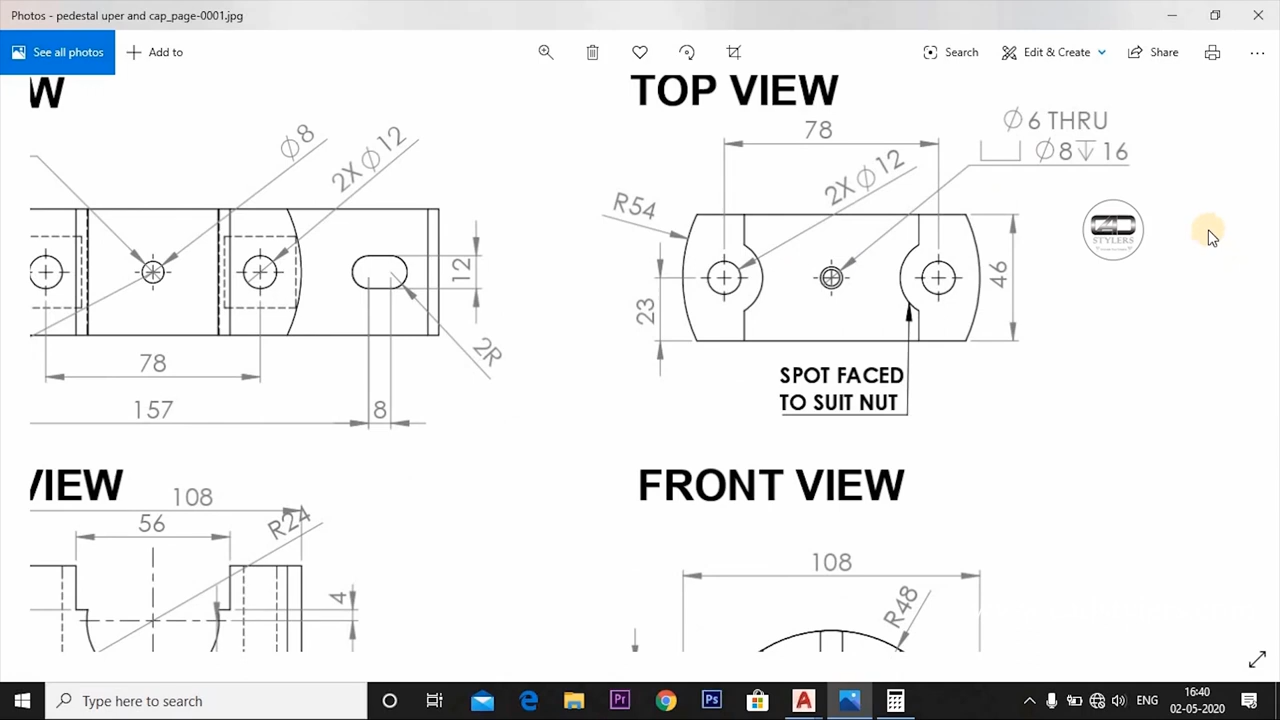 Photos - pedestal uper and cap_page-0001.jpg
See all photos
Add to
Search
Edit & Create
Share
W
TOP VIEW
Ø8
2X Ø12
12
2R
78
157
8
78
Ø6 THRU
Ø8↧16
2X Ø12
R54
23
46
STYLERS
SPOT FACED
TO SUIT NUT
VIEW
108
56
R24
4
FRONT VIEW
108
R48
Type here to search
ENG
16:40
02-05-2020